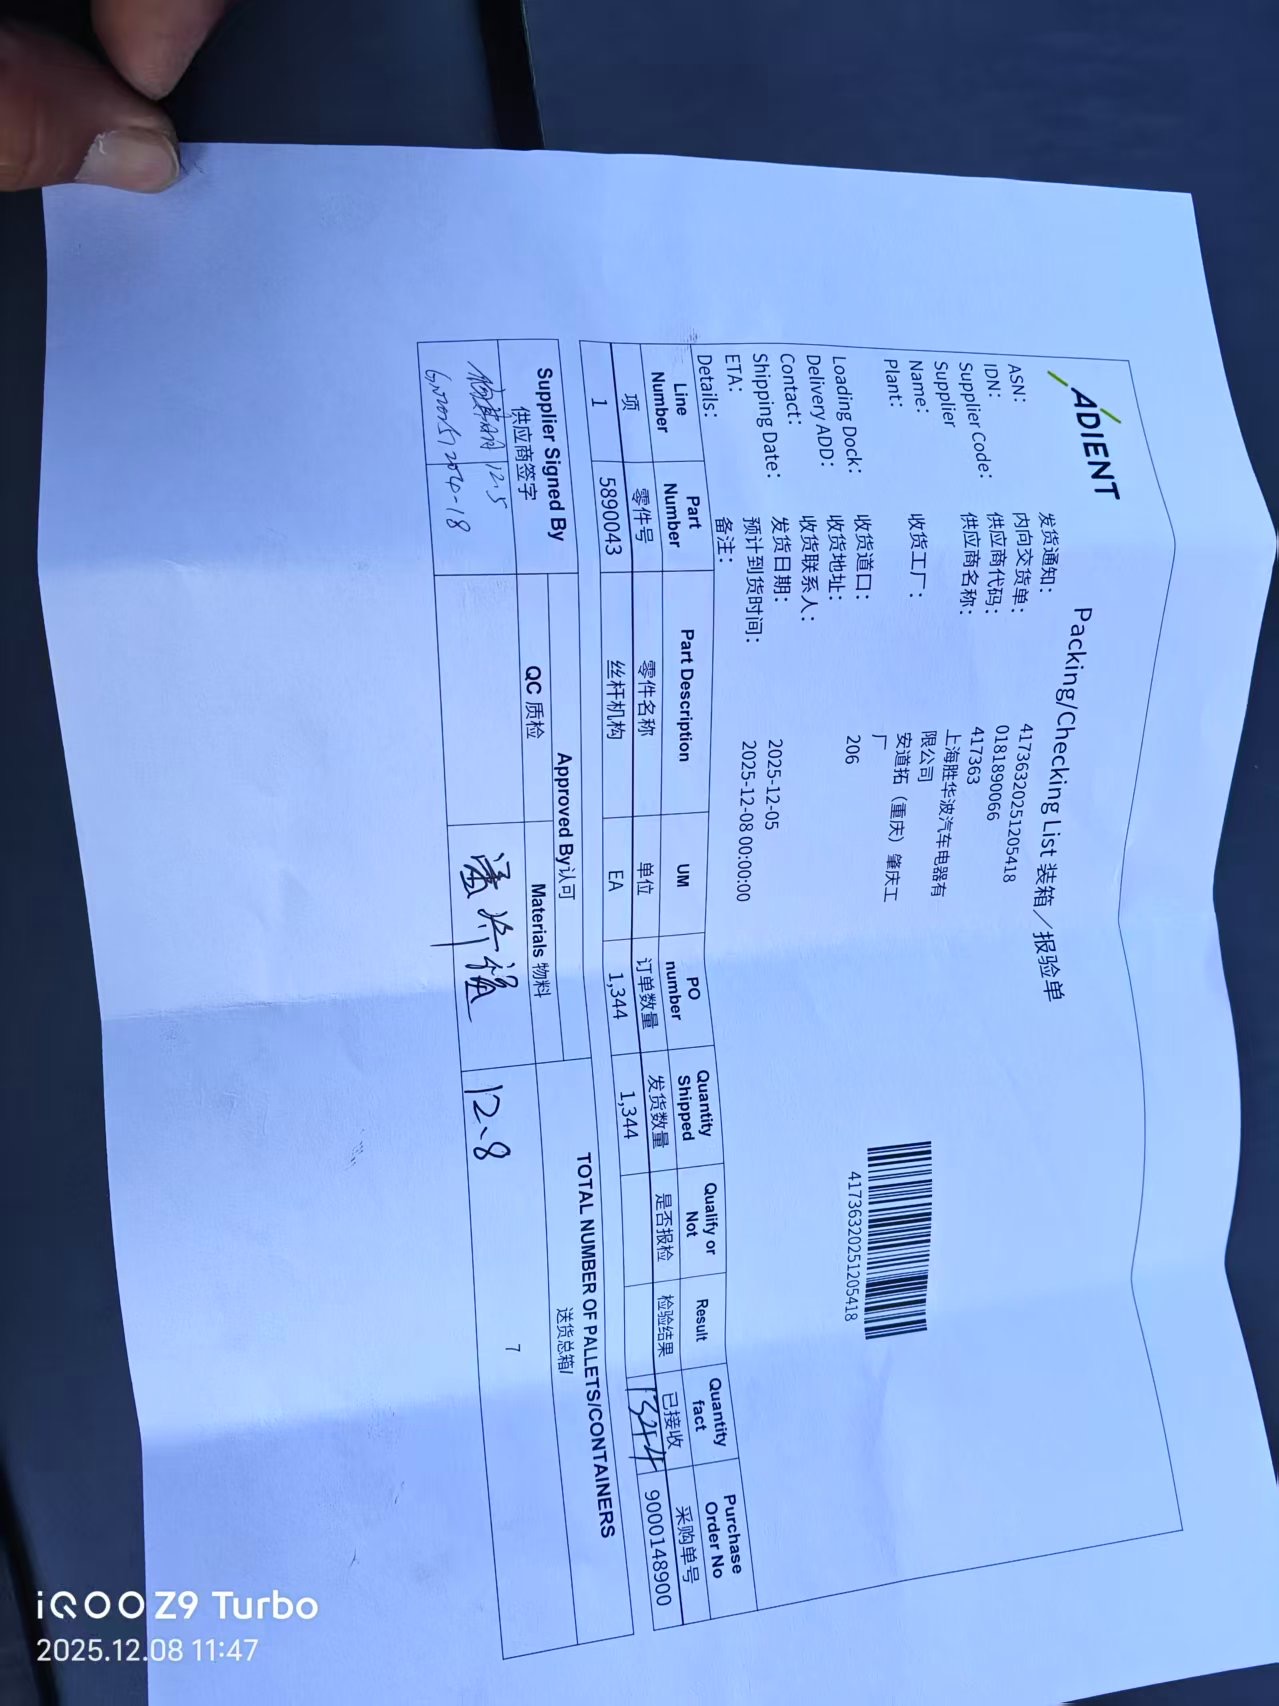 ADIENT
Packing/Checking List 装箱／报验单
ASN: 发货通知: 41736320251205418
IDN: 内向交货单: 0181890066
Supplier Code: 供应商代码: 417363
Supplier Name: 供应商名称: 上海胜华波汽车电器有限公司
Plant: 收货工厂: 安道拓（重庆）肇庆工厂
Loading Dock: 收货道口: 206
Delivery ADD: 收货地址:
Contact: 收货联系人:
Shipping Date: 发货日期: 2025-12-05
ETA: 预计到货时间: 2025-12-08 00:00:00
Details: 备注:
41736320251205418
Line Number Part Number Part Description UM PO number Quantity Shipped Qualify or Not Result Quantity fact Purchase Order No
项 零件号 零件名称 单位 订单数量 发货数量 是否报检 检验结果 已接收 采购单号
1 5890043 丝杆机构 EA 1,344 1,344 1344 9000148900
Supplier Signed By 供应商签字
Approved By认可
QC 质检
Materials 物料
TOTAL NUMBER OF PALLETS/CONTAINERS
送货总箱/
12.5
12.8
7
iQOO Z9 Turbo
2025.12.08 11:47